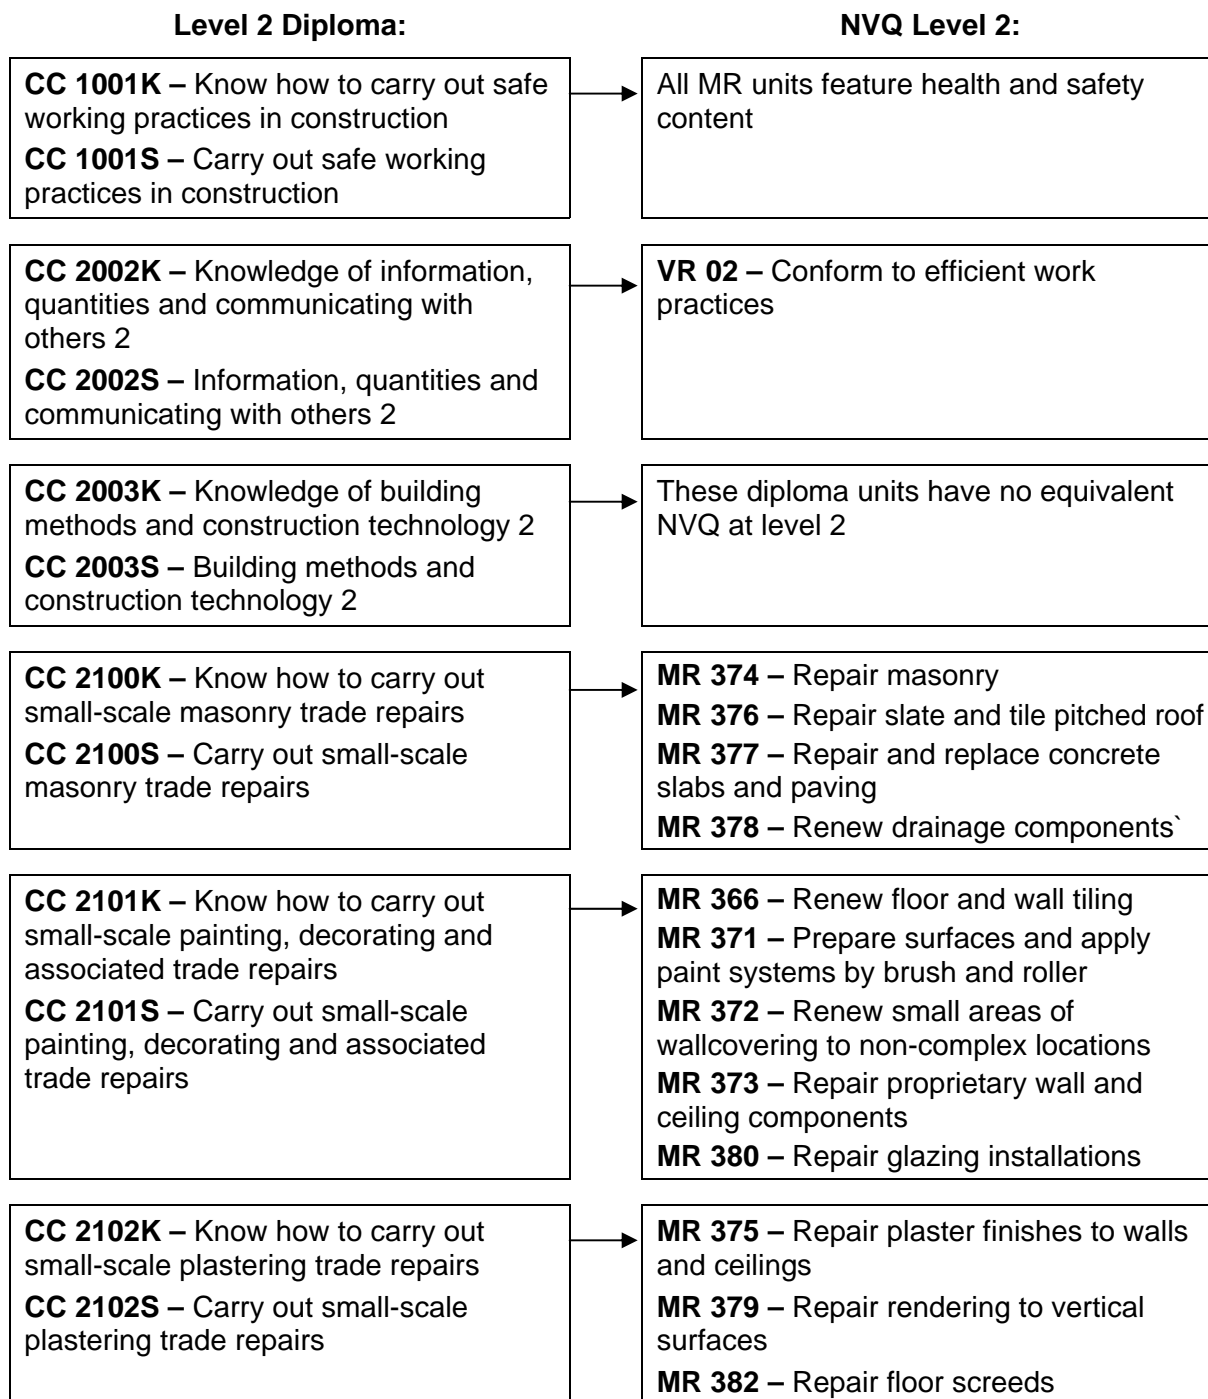 Level 2 Diploma:
NVQ Level 2:
CC 1001K – Know how to carry out safe
working practices in construction
CC 1001S – Carry out safe working
practices in construction
All MR units feature health and safety
content
CC 2002K – Knowledge of information,
quantities and communicating with
others 2
CC 2002S – Information, quantities and
communicating with others 2
VR 02 – Conform to efficient work
practices
CC 2003K – Knowledge of building
methods and construction technology 2
CC 2003S – Building methods and
construction technology 2
These diploma units have no equivalent
NVQ at level 2
CC 2100K – Know how to carry out
small-scale masonry trade repairs
CC 2100S – Carry out small-scale
masonry trade repairs
MR 374 – Repair masonry
MR 376 – Repair slate and tile pitched roof
MR 377 – Repair and replace concrete
slabs and paving
MR 378 – Renew drainage components`
CC 2101K – Know how to carry out
small-scale painting, decorating and
associated trade repairs
CC 2101S – Carry out small-scale
painting, decorating and associated
trade repairs
MR 366 – Renew floor and wall tiling
MR 371 – Prepare surfaces and apply
paint systems by brush and roller
MR 372 – Renew small areas of
wallcovering to non-complex locations
MR 373 – Repair proprietary wall and
ceiling components
MR 380 – Repair glazing installations
CC 2102K – Know how to carry out
small-scale plastering trade repairs
CC 2102S – Carry out small-scale
plastering trade repairs
MR 375 – Repair plaster finishes to walls
and ceilings
MR 379 – Repair rendering to vertical
surfaces
MR 382 – Repair floor screeds